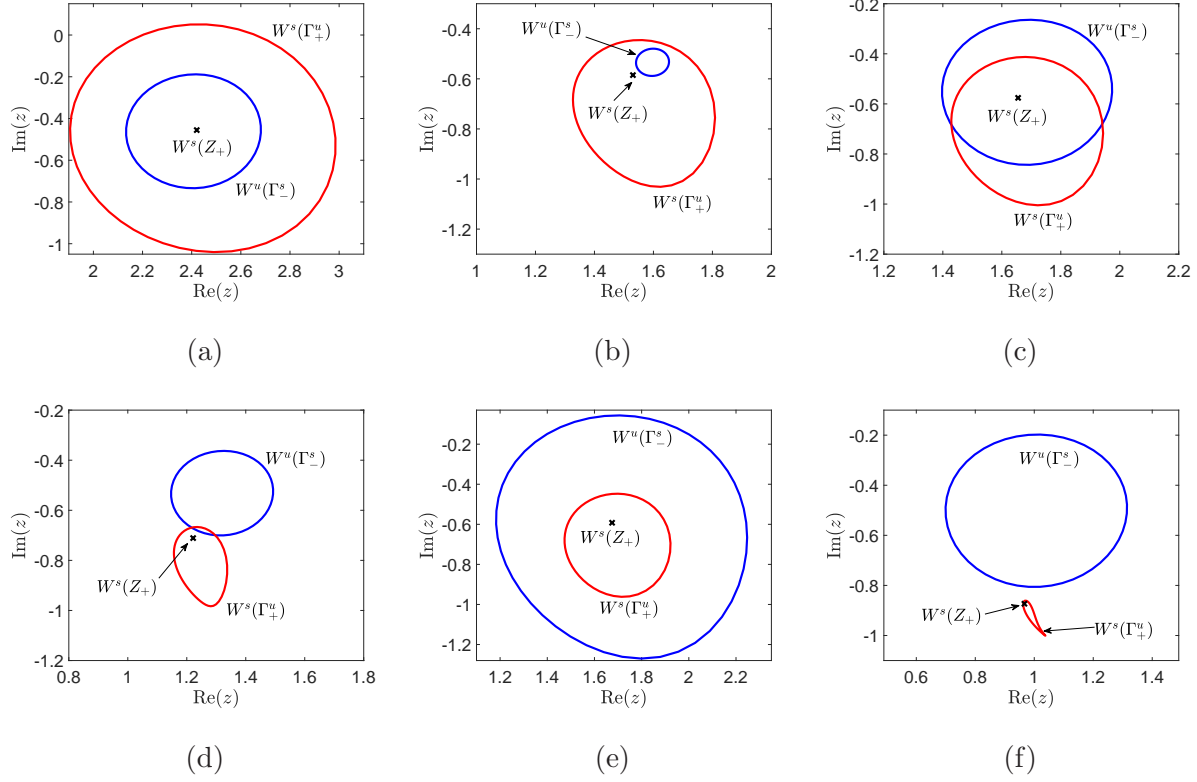 0
-0.2
-0.4
-0.6
-0.8
-1
2
2.2
2.4
2.6
2.8
3
Im(z)
Re(z)
W^s(Γ^u_+)
W^s(Z_+)
W^u(Γ^s_-)
(a)
-0.2
-0.4
-0.6
-0.8
-1
-1.2
1
1.2
1.4
1.6
1.8
2
Im(z)
Re(z)
W^u(Γ^s_-)
W^s(Z_+)
W^s(Γ^u_+)
(b)
-0.2
-0.4
-0.6
-0.8
-1
-1.2
1.2
1.4
1.6
1.8
2
2.2
Im(z)
Re(z)
W^u(Γ^s_-)
W^s(Z_+)
W^s(Γ^u_+)
(c)
-0.2
-0.4
-0.6
-0.8
-1
-1.2
0.8
1
1.2
1.4
1.6
1.8
Im(z)
Re(z)
W^u(Γ^s_-)
W^s(Z_+)
W^s(Γ^u_+)
(d)
-0.2
-0.4
-0.6
-0.8
-1
-1.2
1.2
1.4
1.6
1.8
2
2.2
Im(z)
Re(z)
W^u(Γ^s_-)
W^s(Z_+)
W^s(Γ^u_+)
(e)
-0.2
-0.4
-0.6
-0.8
-1
0.6
0.8
1
1.2
1.4
Im(z)
Re(z)
W^u(Γ^s_-)
W^s(Z_+)
W^s(Γ^u_+)
(f)